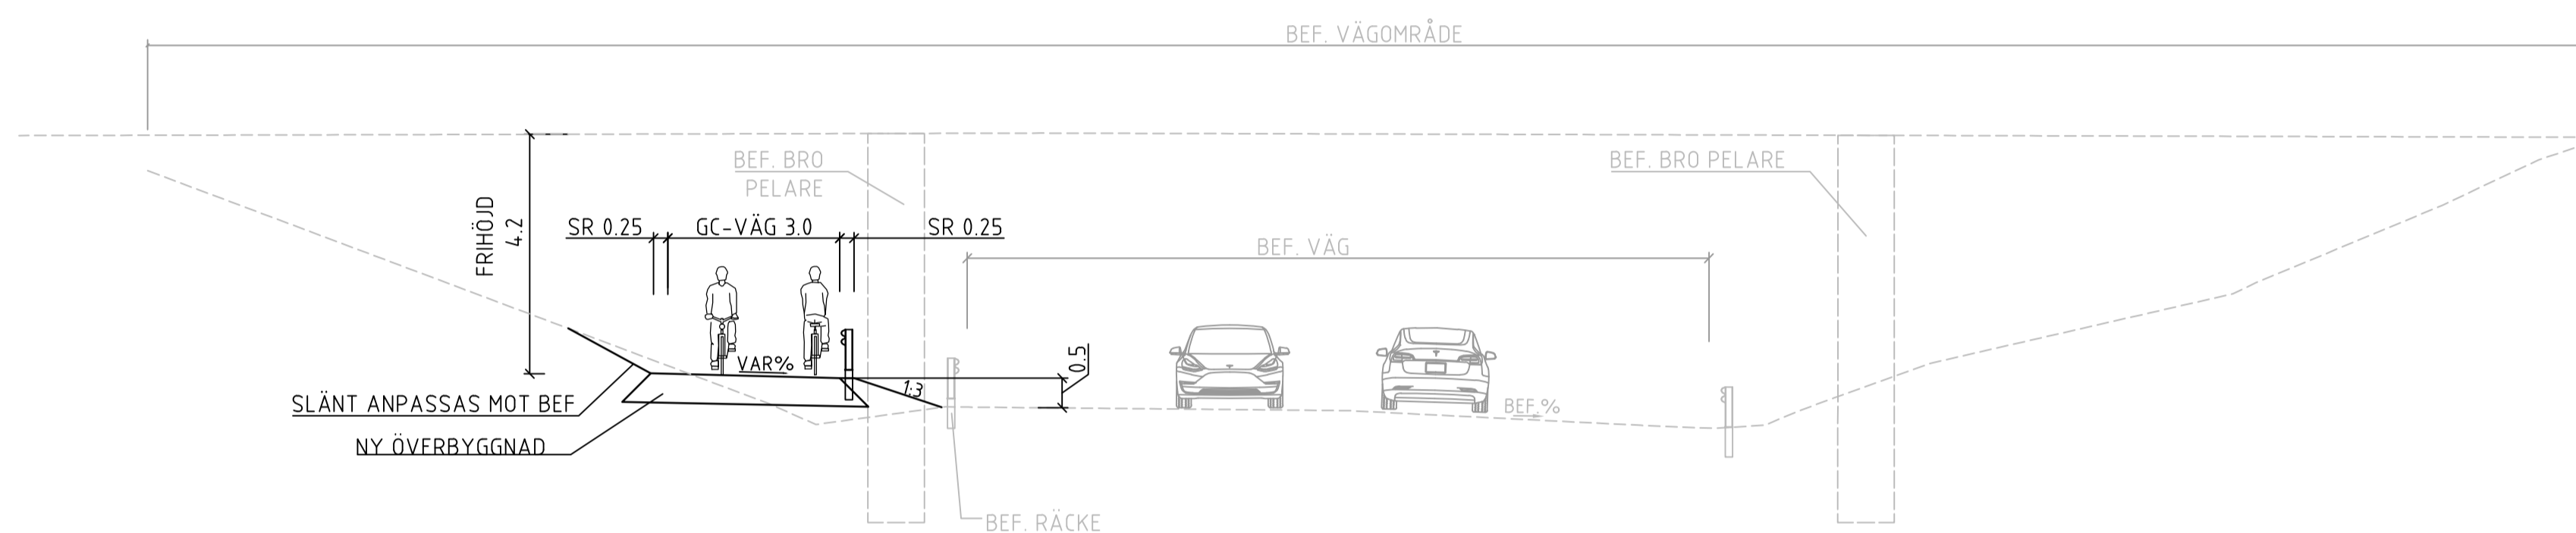 BEF. VÄGOMRÅDE
BEF. BRO
PELARE
BEF. BRO PELARE
FRIHÖJD
4.2
SR 0.25
GC-VÄG 3.0
SR 0.25
BEF. VÄG
VAR%
0.5
1:3
SLÄNT ANPASSAS MOT BEF
BEF.%
NY ÖVERBYGGNAD
BEF. RÄCKE